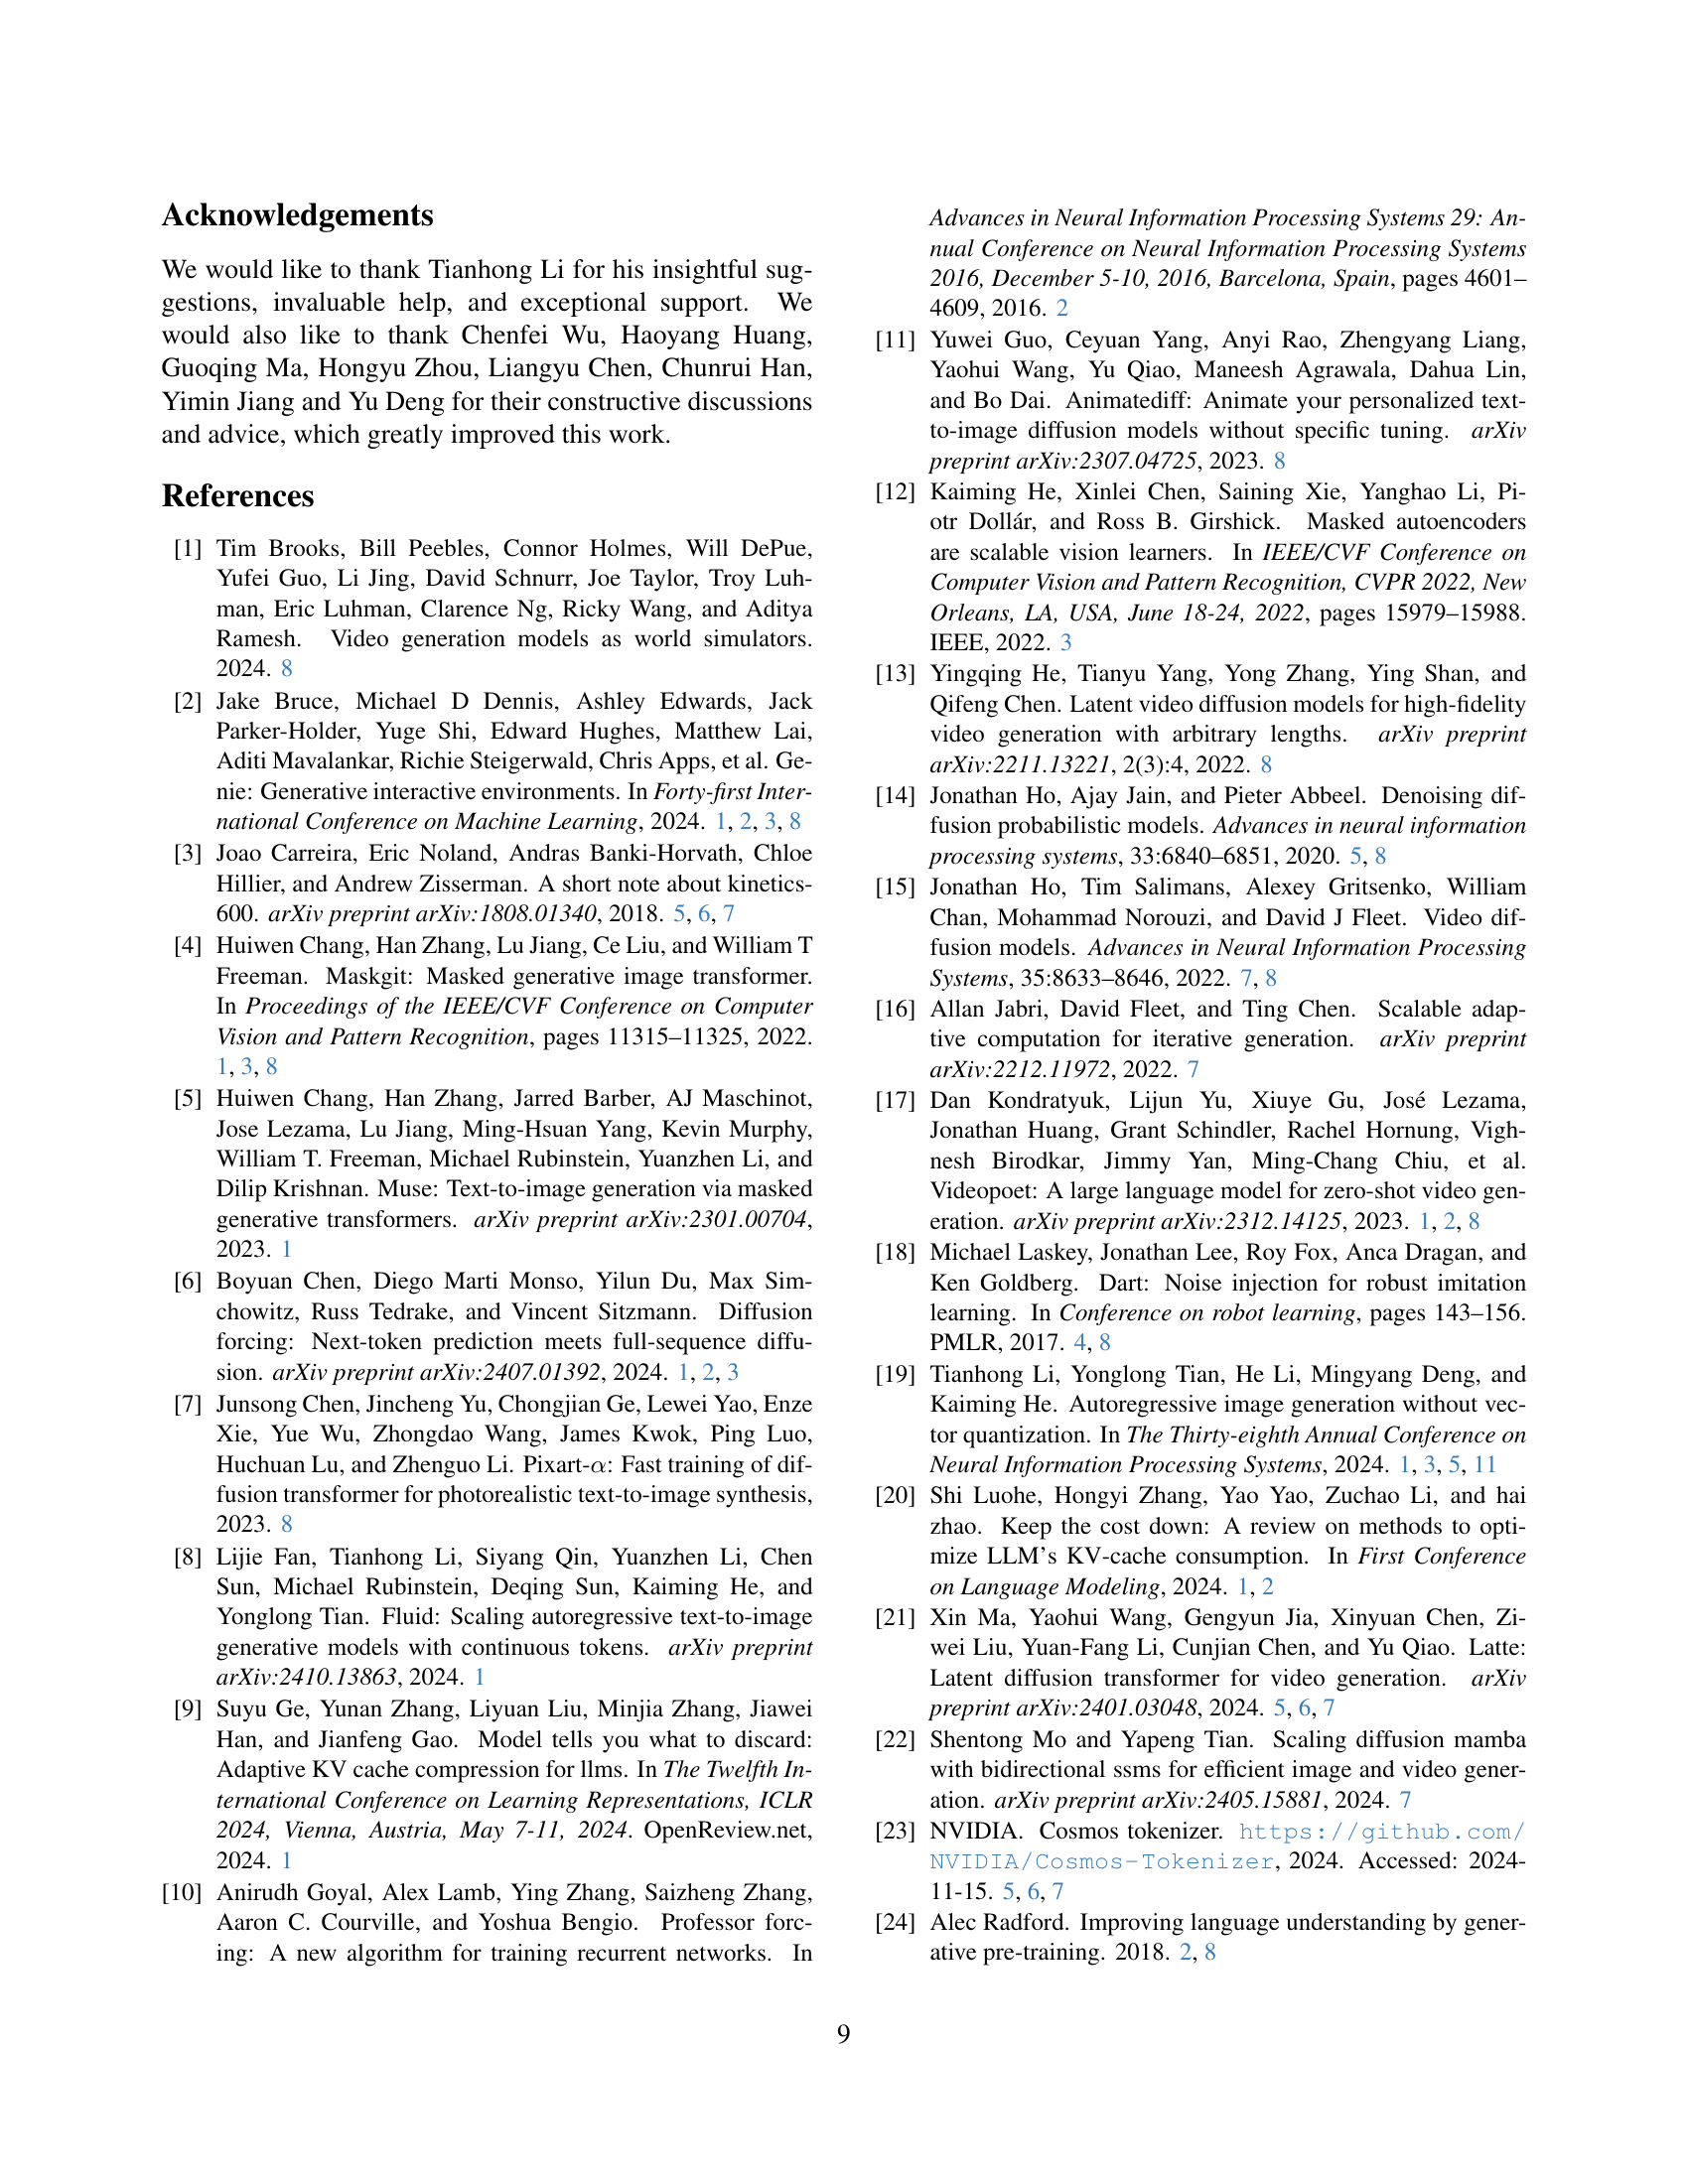 Acknowledgements
We would like to thank Tianhong Li for his insightful sug-
gestions, invaluable help, and exceptional support. We
would also like to thank Chenfei Wu, Haoyang Huang,
Guoqing Ma, Hongyu Zhou, Liangyu Chen, Chunrui Han,
Yimin Jiang and Yu Deng for their constructive discussions
and advice, which greatly improved this work.
References
[1] Tim Brooks, Bill Peebles, Connor Holmes, Will DePue,
Yufei Guo, Li Jing, David Schnurr, Joe Taylor, Troy Luh-
man, Eric Luhman, Clarence Ng, Ricky Wang, and Aditya
Ramesh. Video generation models as world simulators.
2024. 8
[2] Jake Bruce, Michael D Dennis, Ashley Edwards, Jack
Parker-Holder, Yuge Shi, Edward Hughes, Matthew Lai,
Aditi Mavalankar, Richie Steigerwald, Chris Apps, et al. Ge-
nie: Generative interactive environments. In Forty-first Inter-
national Conference on Machine Learning, 2024. 1, 2, 3, 8
[3] Joao Carreira, Eric Noland, Andras Banki-Horvath, Chloe
Hillier, and Andrew Zisserman. A short note about kinetics-
600. arXiv preprint arXiv:1808.01340, 2018. 5, 6, 7
[4] Huiwen Chang, Han Zhang, Lu Jiang, Ce Liu, and William T
Freeman. Maskgit: Masked generative image transformer.
In Proceedings of the IEEE/CVF Conference on Computer
Vision and Pattern Recognition, pages 11315–11325, 2022.
1, 3, 8
[5] Huiwen Chang, Han Zhang, Jarred Barber, AJ Maschinot,
Jose Lezama, Lu Jiang, Ming-Hsuan Yang, Kevin Murphy,
William T. Freeman, Michael Rubinstein, Yuanzhen Li, and
Dilip Krishnan. Muse: Text-to-image generation via masked
generative transformers. arXiv preprint arXiv:2301.00704,
2023. 1
[6] Boyuan Chen, Diego Marti Monso, Yilun Du, Max Sim-
chowitz, Russ Tedrake, and Vincent Sitzmann. Diffusion
forcing: Next-token prediction meets full-sequence diffu-
sion. arXiv preprint arXiv:2407.01392, 2024. 1, 2, 3
[7] Junsong Chen, Jincheng Yu, Chongjian Ge, Lewei Yao, Enze
Xie, Yue Wu, Zhongdao Wang, James Kwok, Ping Luo,
Huchuan Lu, and Zhenguo Li. Pixart-α: Fast training of dif-
fusion transformer for photorealistic text-to-image synthesis,
2023. 8
[8] Lijie Fan, Tianhong Li, Siyang Qin, Yuanzhen Li, Chen
Sun, Michael Rubinstein, Deqing Sun, Kaiming He, and
Yonglong Tian. Fluid: Scaling autoregressive text-to-image
generative models with continuous tokens. arXiv preprint
arXiv:2410.13863, 2024. 1
[9] Suyu Ge, Yunan Zhang, Liyuan Liu, Minjia Zhang, Jiawei
Han, and Jianfeng Gao. Model tells you what to discard:
Adaptive KV cache compression for llms. In The Twelfth In-
ternational Conference on Learning Representations, ICLR
2024, Vienna, Austria, May 7-11, 2024. OpenReview.net,
2024. 1
[10] Anirudh Goyal, Alex Lamb, Ying Zhang, Saizheng Zhang,
Aaron C. Courville, and Yoshua Bengio. Professor forc-
ing: A new algorithm for training recurrent networks. In
Advances in Neural Information Processing Systems 29: An-
nual Conference on Neural Information Processing Systems
2016, December 5-10, 2016, Barcelona, Spain, pages 4601–
4609, 2016. 2
[11] Yuwei Guo, Ceyuan Yang, Anyi Rao, Zhengyang Liang,
Yaohui Wang, Yu Qiao, Maneesh Agrawala, Dahua Lin,
and Bo Dai. Animatediff: Animate your personalized text-
to-image diffusion models without specific tuning. arXiv
preprint arXiv:2307.04725, 2023. 8
[12] Kaiming He, Xinlei Chen, Saining Xie, Yanghao Li, Pi-
otr Dollár, and Ross B. Girshick. Masked autoencoders
are scalable vision learners. In IEEE/CVF Conference on
Computer Vision and Pattern Recognition, CVPR 2022, New
Orleans, LA, USA, June 18-24, 2022, pages 15979–15988.
IEEE, 2022. 3
[13] Yingqing He, Tianyu Yang, Yong Zhang, Ying Shan, and
Qifeng Chen. Latent video diffusion models for high-fidelity
video generation with arbitrary lengths. arXiv preprint
arXiv:2211.13221, 2(3):4, 2022. 8
[14] Jonathan Ho, Ajay Jain, and Pieter Abbeel. Denoising dif-
fusion probabilistic models. Advances in neural information
processing systems, 33:6840–6851, 2020. 5, 8
[15] Jonathan Ho, Tim Salimans, Alexey Gritsenko, William
Chan, Mohammad Norouzi, and David J Fleet. Video dif-
fusion models. Advances in Neural Information Processing
Systems, 35:8633–8646, 2022. 7, 8
[16] Allan Jabri, David Fleet, and Ting Chen. Scalable adap-
tive computation for iterative generation. arXiv preprint
arXiv:2212.11972, 2022. 7
[17] Dan Kondratyuk, Lijun Yu, Xiuye Gu, José Lezama,
Jonathan Huang, Grant Schindler, Rachel Hornung, Vigh-
nesh Birodkar, Jimmy Yan, Ming-Chang Chiu, et al.
Videopoet: A large language model for zero-shot video gen-
eration. arXiv preprint arXiv:2312.14125, 2023. 1, 2, 8
[18] Michael Laskey, Jonathan Lee, Roy Fox, Anca Dragan, and
Ken Goldberg. Dart: Noise injection for robust imitation
learning. In Conference on robot learning, pages 143–156.
PMLR, 2017. 4, 8
[19] Tianhong Li, Yonglong Tian, He Li, Mingyang Deng, and
Kaiming He. Autoregressive image generation without vec-
tor quantization. In The Thirty-eighth Annual Conference on
Neural Information Processing Systems, 2024. 1, 3, 5, 11
[20] Shi Luohe, Hongyi Zhang, Yao Yao, Zuchao Li, and hai
zhao. Keep the cost down: A review on methods to opti-
mize LLM's KV-cache consumption. In First Conference
on Language Modeling, 2024. 1, 2
[21] Xin Ma, Yaohui Wang, Gengyun Jia, Xinyuan Chen, Zi-
wei Liu, Yuan-Fang Li, Cunjian Chen, and Yu Qiao. Latte:
Latent diffusion transformer for video generation. arXiv
preprint arXiv:2401.03048, 2024. 5, 6, 7
[22] Shentong Mo and Yapeng Tian. Scaling diffusion mamba
with bidirectional ssms for efficient image and video gener-
ation. arXiv preprint arXiv:2405.15881, 2024. 7
[23] NVIDIA. Cosmos tokenizer. https://github.com/
NVIDIA/Cosmos-Tokenizer, 2024. Accessed: 2024-
11-15. 5, 6, 7
[24] Alec Radford. Improving language understanding by gener-
ative pre-training. 2018. 2, 8
9